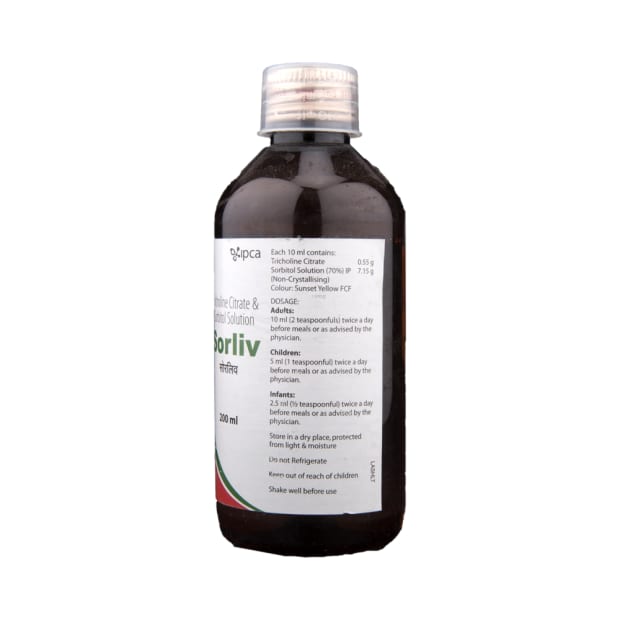 ipca
Citrate &
Solution
Sorliv
सोरलिव
200 ml
Each 10 ml contains:
Tricholine Citrate 0.55 g
Sorbitol Solution (70%) IP 7.15 g
(Non-Crystallising)
Colour: Sunset Yellow FCF
DOSAGE:
Adults:
10 ml (2 teaspoonfuls) twice a day
before meals or as advised by the
physician.
Children:
5 ml (1 teaspoonful) twice a day
before meals or as advised by the
physician.
Infants:
2.5 ml (½ teaspoonful) twice a day
before meals or as advised by the
physician.
Store in a dry place, protected
from light & moisture
Do not Refrigerate
Keep out of reach of children
Shake well before use